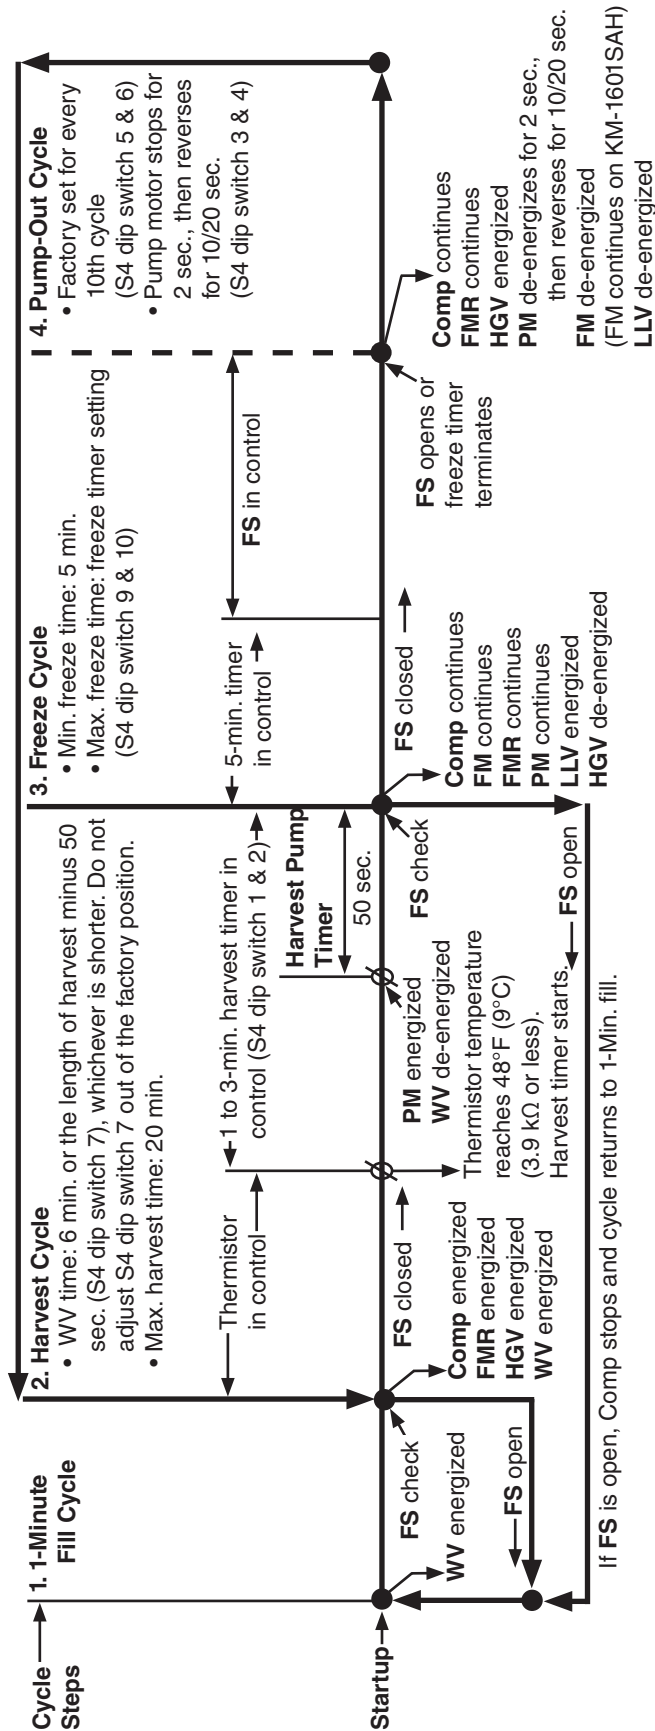 Cycle
Steps
1. 1-Minute
Fill Cycle
2. Harvest Cycle
• WV time: 6 min. or the length of harvest minus 50
sec. (S4 dip switch 7), whichever is shorter. Do not
adjust S4 dip switch 7 out of the factory position.
• Max. harvest time: 20 min.
3. Freeze Cycle
• Min. freeze time: 5 min.
• Max. freeze time: freeze timer setting
(S4 dip switch 9 & 10)
4. Pump-Out Cycle
• Factory set for every
10th cycle
(S4 dip switch 5 & 6)
• Pump motor stops for
2 sec., then reverses
for 10/20 sec.
(S4 dip switch 3 & 4)
Thermistor
in control
1 to 3-min. harvest timer in
control (S4 dip switch 1 & 2)
5-min. timer
in control
FS in control
Harvest Pump
Timer
50 sec.
Startup
WV energized
FS check
FS open
FS closed
Comp energized
FMR energized
HGV energized
WV energized
Thermistor temperature
reaches 48°F (9°C)
(3.9 kΩ or less).
Harvest timer starts.
PM energized
WV de-energized
FS check
FS open
FS closed
Comp continues
FM continues
FMR continues
PM continues
LLV energized
HGV de-energized
FS opens or
freeze timer
terminates
Comp continues
FMR continues
HGV energized
PM de-energizes for 2 sec.,
then reverses for 10/20 sec.
FM de-energized
(FM continues on KM-1601SAH)
LLV de-energized
If FS is open, Comp stops and cycle returns to 1-Min. fill.